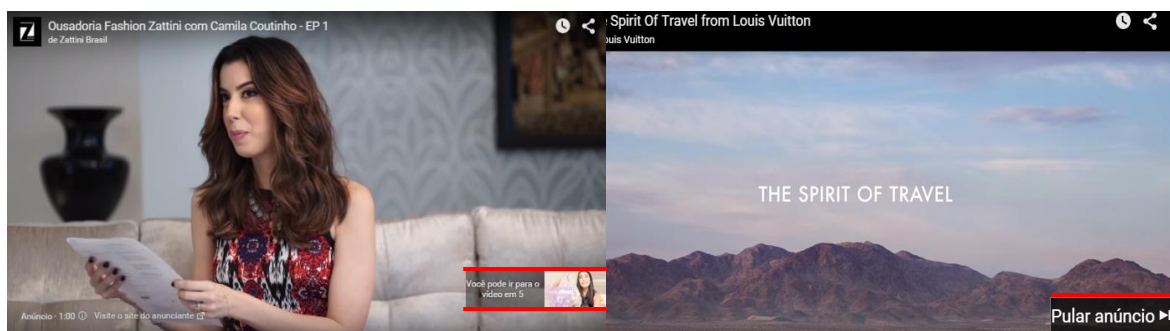 Ousadoria Fashion Zattini com Camila Coutinho - EP 1
de Zattini Brasil
Você pode ir para o
vídeo em 5
Anúncio · 1:00 Visite o site do anunciante
Spirit Of Travel from Louis Vuitton
ouis Vuitton
THE SPIRIT OF TRAVEL
Pular anúncio